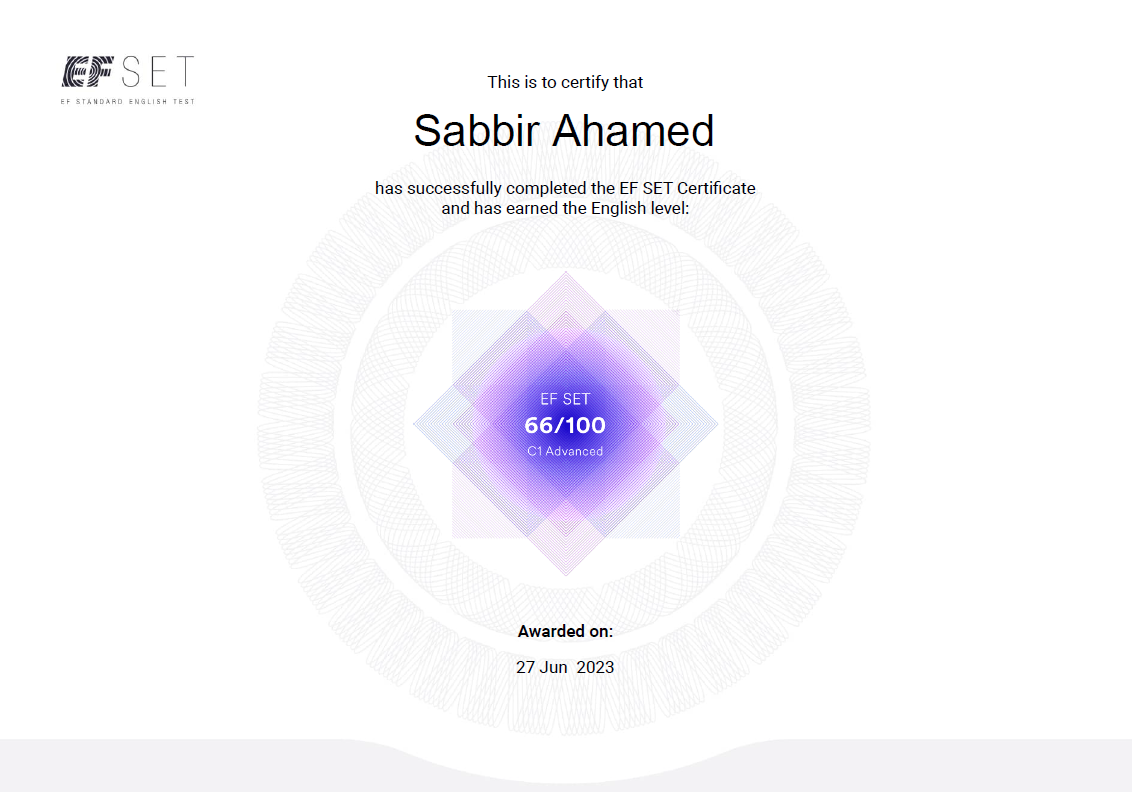 EF SET
EF STANDARD ENGLISH TEST
This is to certify that
Sabbir Ahamed
has successfully completed the EF SET Certificate
and has earned the English level:
EF SET
66/100
C1 Advanced
Awarded on:
27 Jun 2023